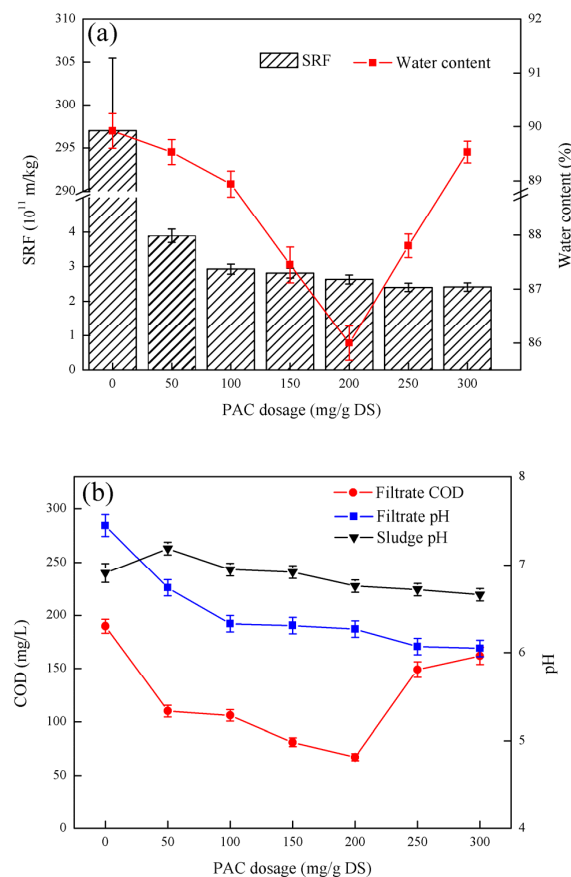 (a)
SRF
Water content
310
305
300
295
290
4
3
2
1
0
SRF (10¹¹ m/kg)
92
91
90
89
88
87
86
Water content (%)
0 50 100 150 200 250 300
PAC dosage (mg/g DS)
(b)
Filtrate COD
Filtrate pH
Sludge pH
300
250
200
150
100
50
0
COD (mg/L)
8
7
6
5
4
pH
0 50 100 150 200 250 300
PAC dosage (mg/g DS)